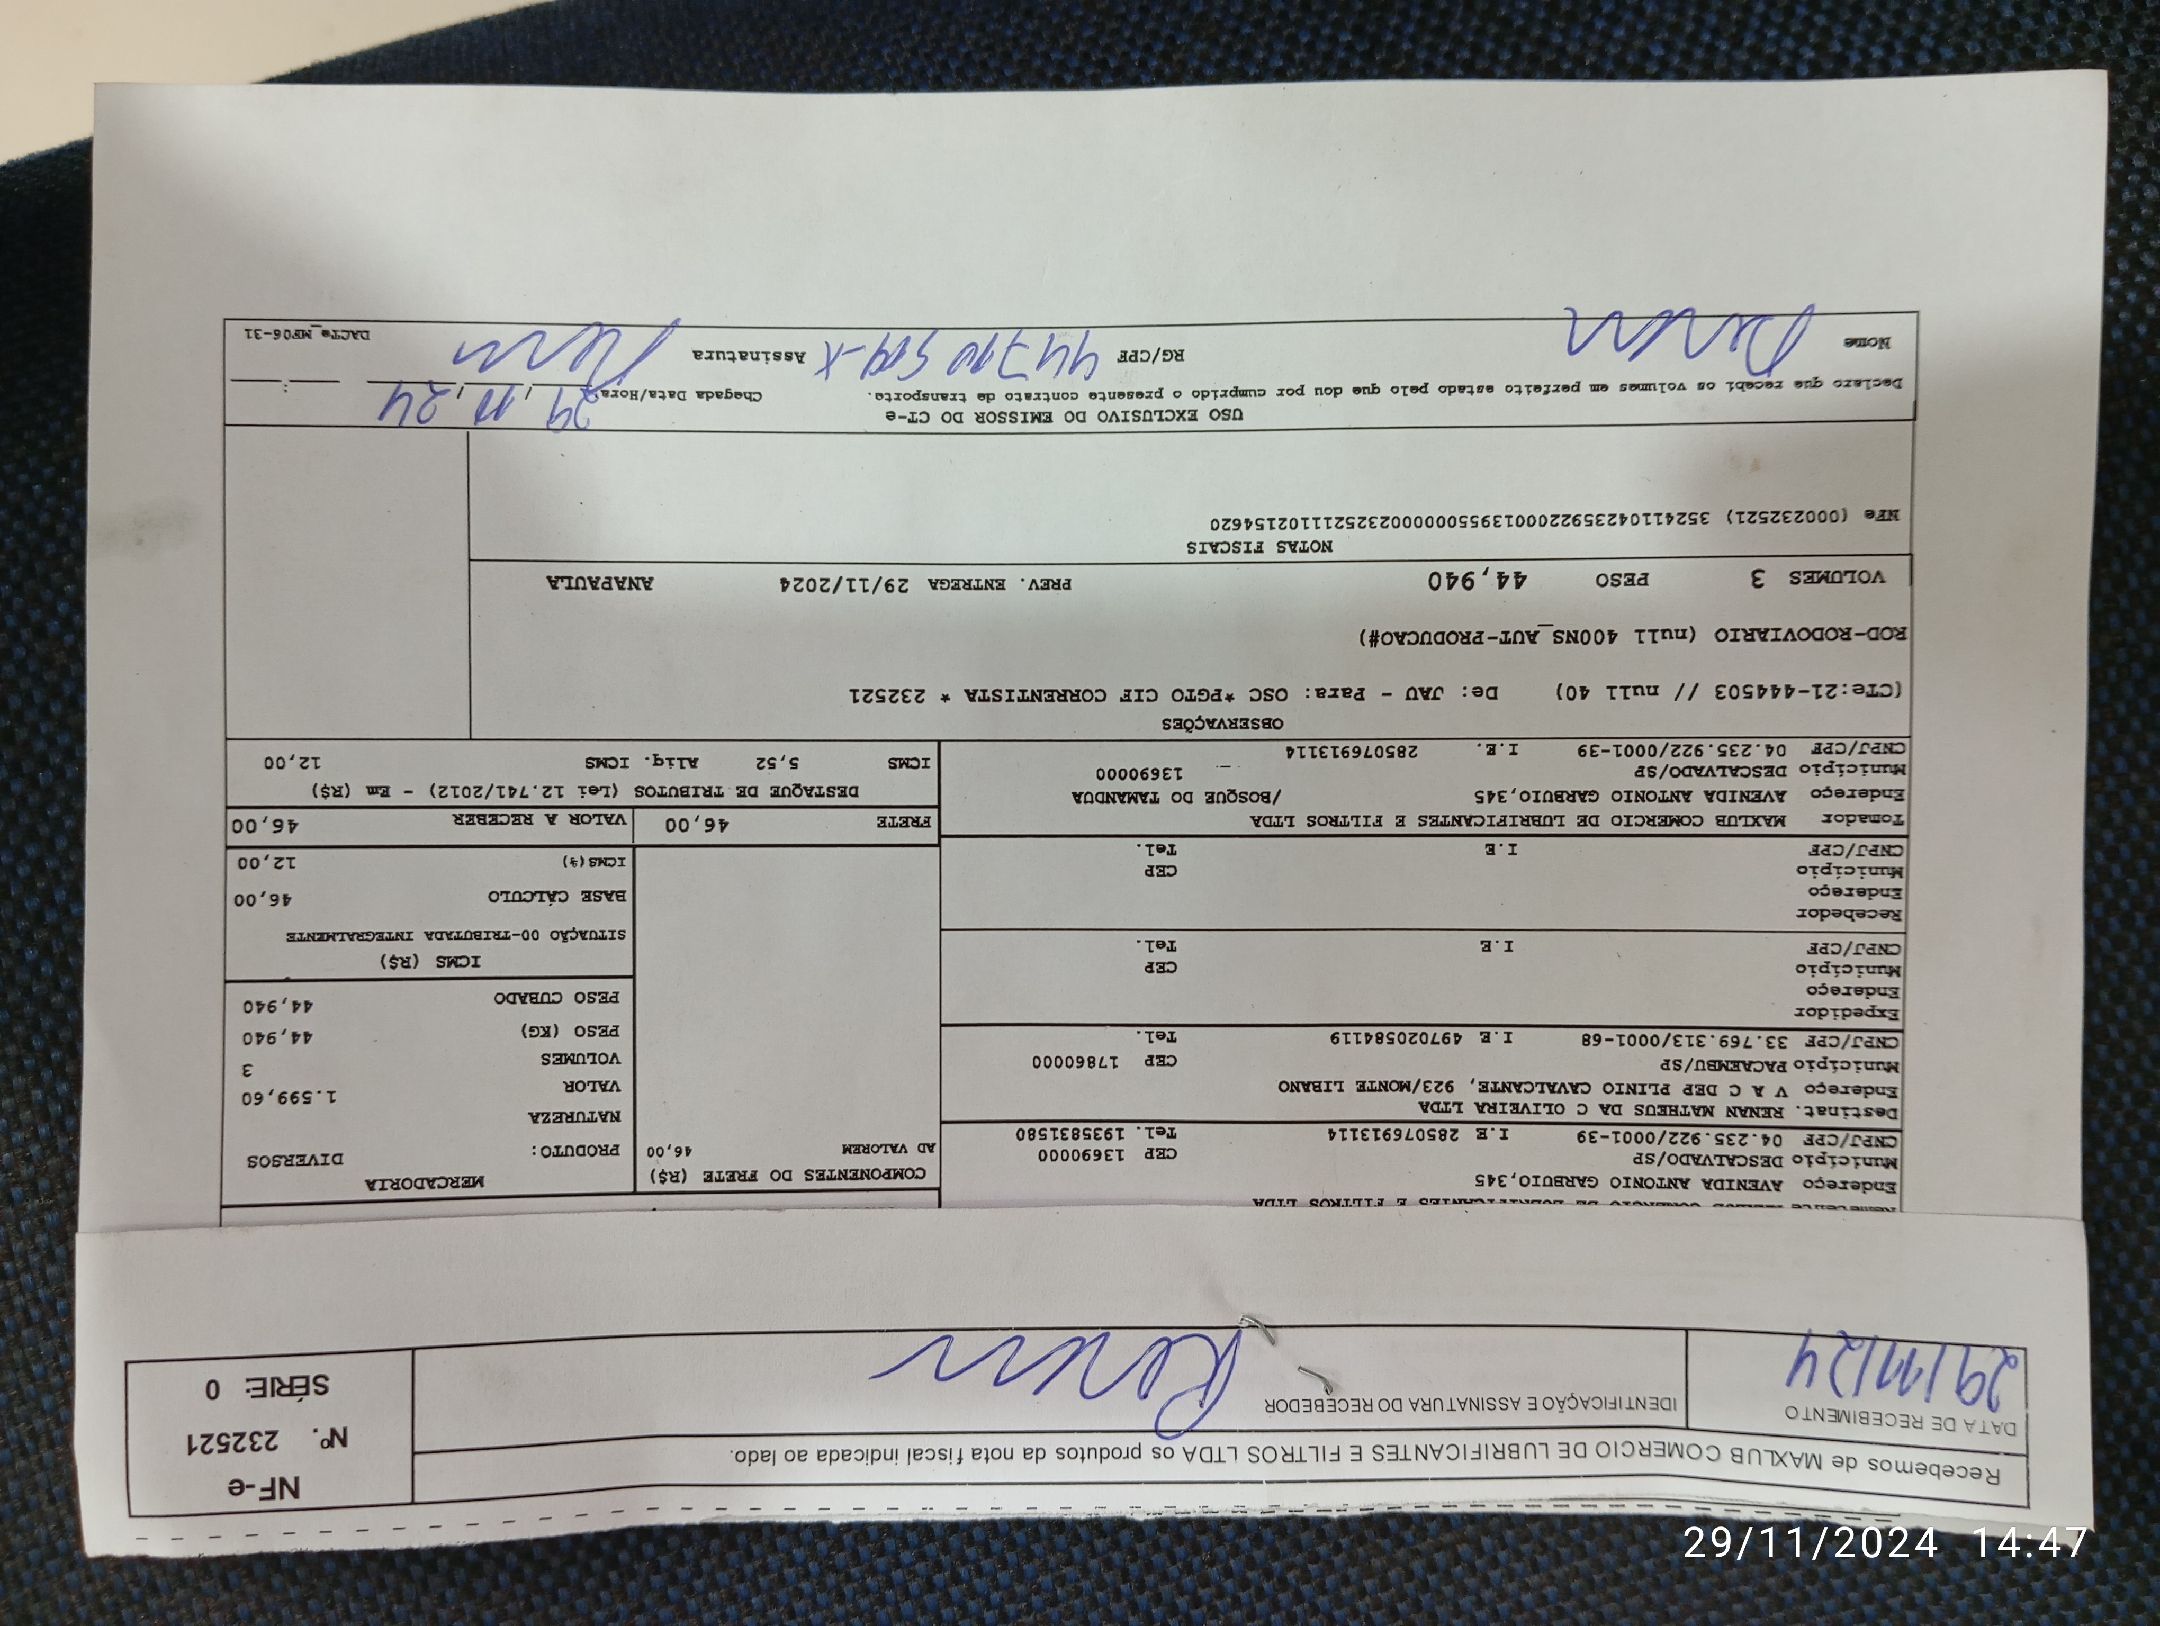 Recebemos de MAXLUB COMERCIO DE LUBRIFICANTES E FILTROS LTDA os produtos da nota fiscal indicada ao lado.
NF-e
Nº. 232521
SÉRIE: 0
DATA DE RECEBIMENTO
29/11/24
IDENTIFICAÇÃO E ASSINATURA DO RECEBEDOR
Renan
Endereço AVENIDA ANTONIO GARBUIO,345
Município DESCALVADO/SP CEP 13690000
CNPJ/CPF 04.235.922/0001-39 I.E 285076913114 Tel. 1935831580
Destinat. RENAN MATHEUS DA C OLIVEIRA LTDA
Endereço V A C DEP PLINIO CAVALCANTE, 923/MONTE LIBANO
Município PACAEMBU/SP CEP 17860000
CNPJ/CPF 33.769.313/0001-68 I.E 497020584119 Tel.
Expedidor
Endereço
Município CEP
CNPJ/CPF I.E Tel.
Recebedor
Endereço
Município CEP
CNPJ/CPF I.E Tel.
Tomador MAXLUB COMERCIO DE LUBRIFICANTES E FILTROS LTDA
Endereço AVENIDA ANTONIO GARBUIO,345 /BOSQUE DO TAMANDUA
Município DESCALVADO/SP 13690000
CNPJ/CPF 04.235.922/0001-39 I.E. 285076913114
COMPONENTES DO FRETE (R$)
AD VALOREM 46,00
MERCADORIA
PRODUTO: DIVERSOS
NATUREZA
VALOR 1.599,60
VOLUMES 3
PESO (KG) 44,940
PESO CUBADO 44,940
ICMS (R$)
SITUAÇÃO 00-TRIBUTADA INTEGRALMENTE
BASE CÁLCULO 46,00
ICMS(%) 12,00
FRETE 46,00 VALOR A RECEBER 46,00
DESTAQUE DE TRIBUTOS (Lei 12.741/2012) - Em (R$)
ICMS 5,52 Aliq. ICMS 12,00
OBSERVAÇÕES
(CTe:21-444503 // null 40) De: JAU - Para: OSC *PGTO CIF CORRENTISTA * 232521
ROD-RODOVIARIO (null 400NS_AUT-PRODUCAO#)
VOLUMES 3 PESO 44,940 PREV. ENTREGA 29/11/2024 ANAPAULA
NOTAS FISCAIS
NFe (000232521)
USO EXCLUSIVO DO EMISSOR DO CT-e
Declaro que recebi os volumes em perfeito estado pelo que dou por cumprido o presente contrato de transporte. Chegada Data/Hora 29, 11, 24
Nome Renan RG/CPF Assinatura Renan DACTe_MF06-31
29/11/2024 14:47